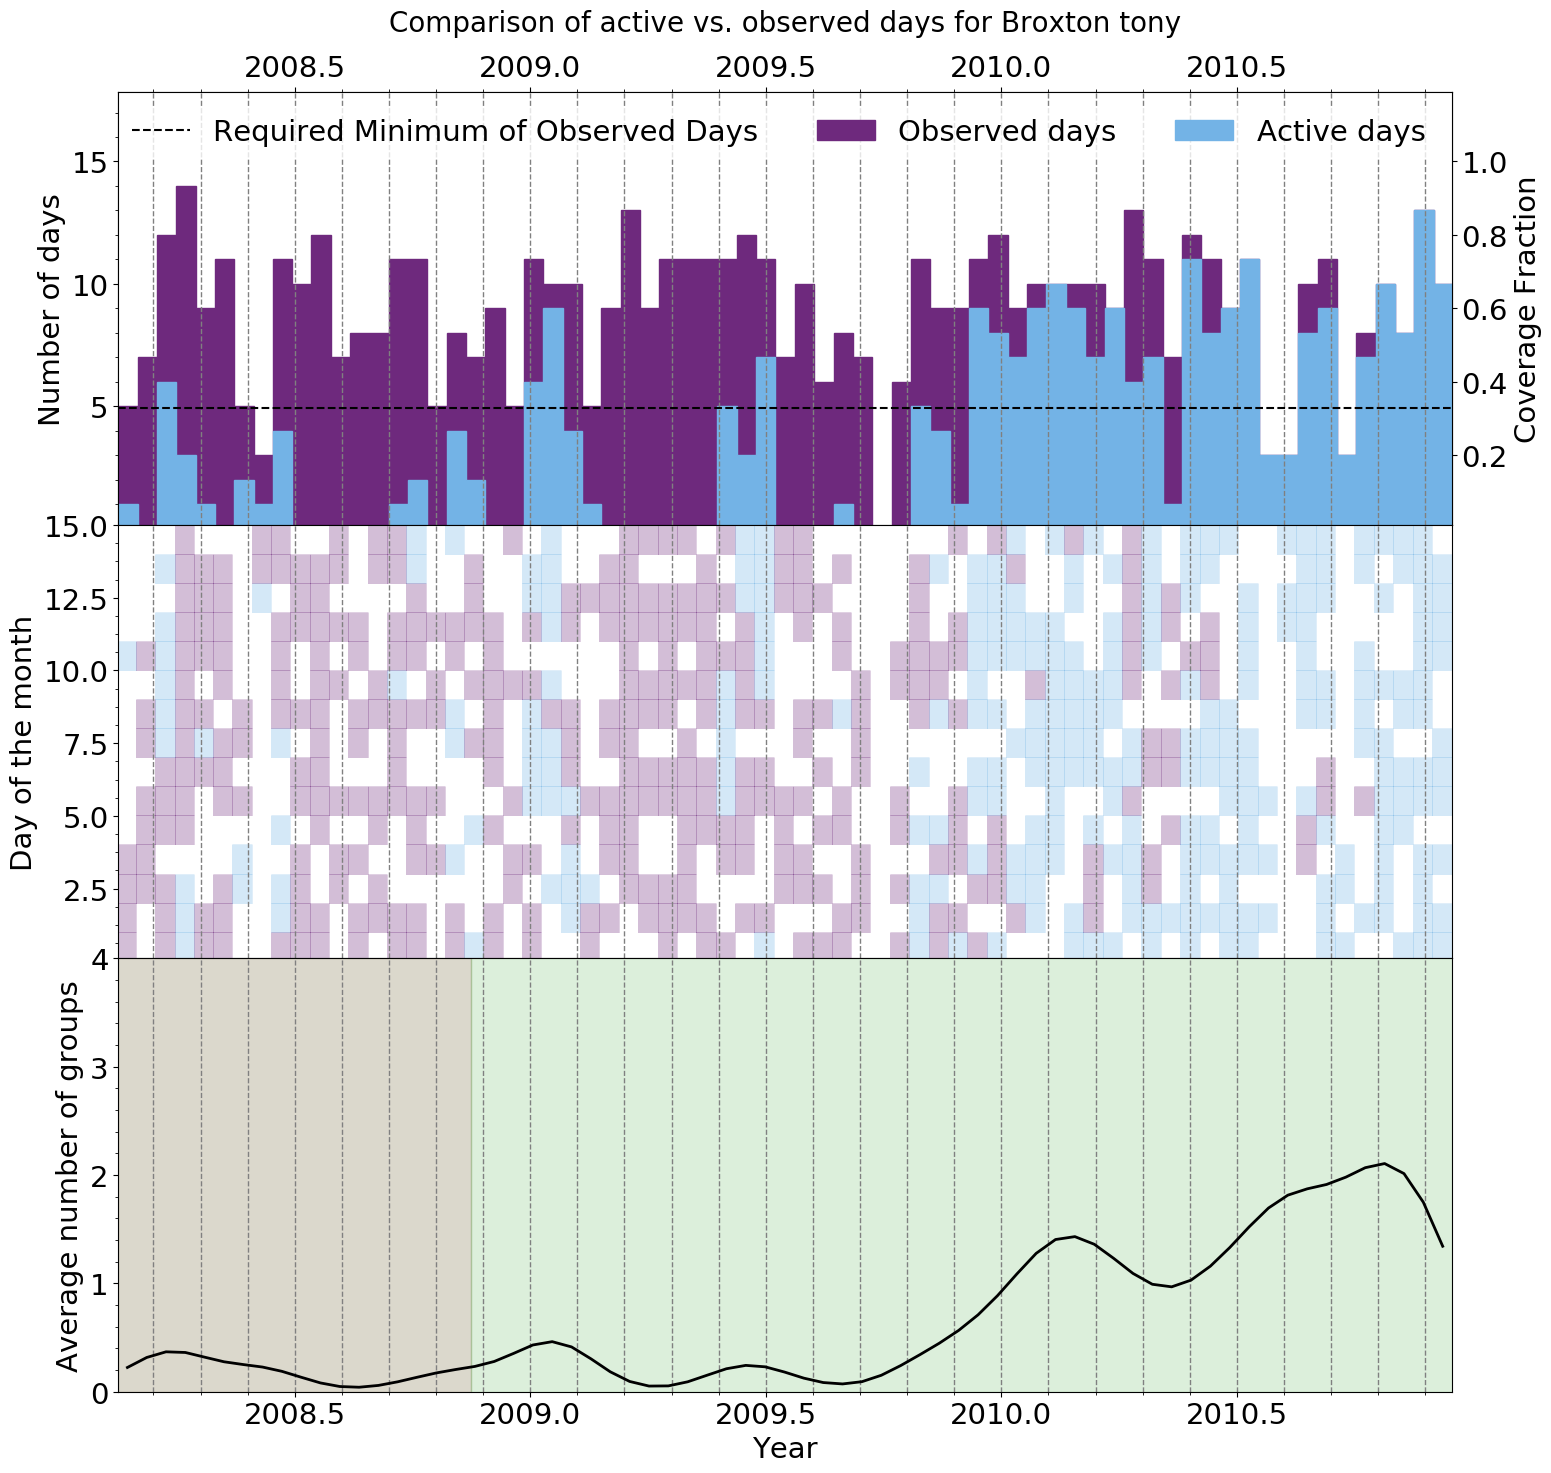 Comparison of active vs. observed days for Broxton tony
2008.5 2009.0 2009.5 2010.0 2010.5
Required Minimum of Observed Days Observed days Active days
Number of days
15
10
5
Coverage Fraction
1.0
0.8
0.6
0.4
0.2
Day of the month
15.0
12.5
10.0
7.5
5.0
2.5
Average number of groups
4
3
2
1
0
2008.5 2009.0 2009.5 2010.0 2010.5
Year